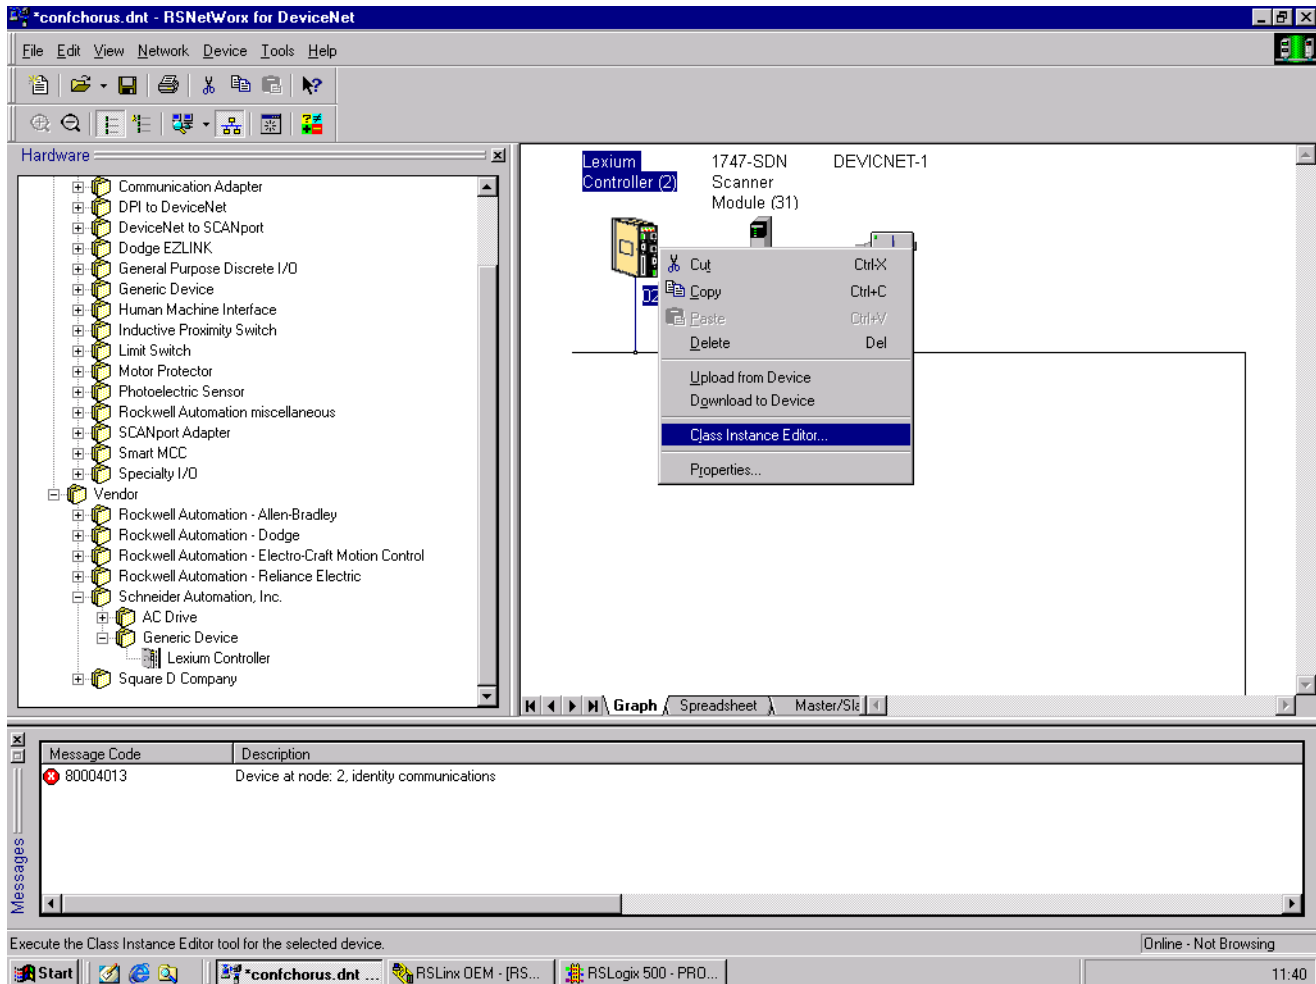 *confchorus.dnt - RSNetWorx for DeviceNet
File Edit View Network Device Tools Help
Hardware
Communication Adapter
DPI to DeviceNet
DeviceNet to SCANport
Dodge EZLINK
General Purpose Discrete I/O
Generic Device
Human Machine Interface
Inductive Proximity Switch
Limit Switch
Motor Protector
Photoelectric Sensor
Rockwell Automation miscellaneous
SCANport Adapter
Smart MCC
Specialty I/O
Vendor
Rockwell Automation - Allen-Bradley
Rockwell Automation - Dodge
Rockwell Automation - Electro-Craft Motion Control
Rockwell Automation - Reliance Electric
Schneider Automation, Inc.
AC Drive
Generic Device
Lexium Controller
Square D Company
Lexium
Controller (2)
1747-SDN
Scanner
Module (31)
DEVICNET-1
02
Cut Ctrl-X
Copy Ctrl+C
Paste Ctrl+V
Delete Del
Upload from Device
Download to Device
Class Instance Editor...
Properties...
Graph Spreadsheet Master/Sla
Messages
Message Code Description
80004013 Device at node: 2, identity communications
Execute the Class Instance Editor tool for the selected device.
Online - Not Browsing
Start *confchorus.dnt ... RSLinx OEM - [RS... RSLogix 500 - PRO... 11:40